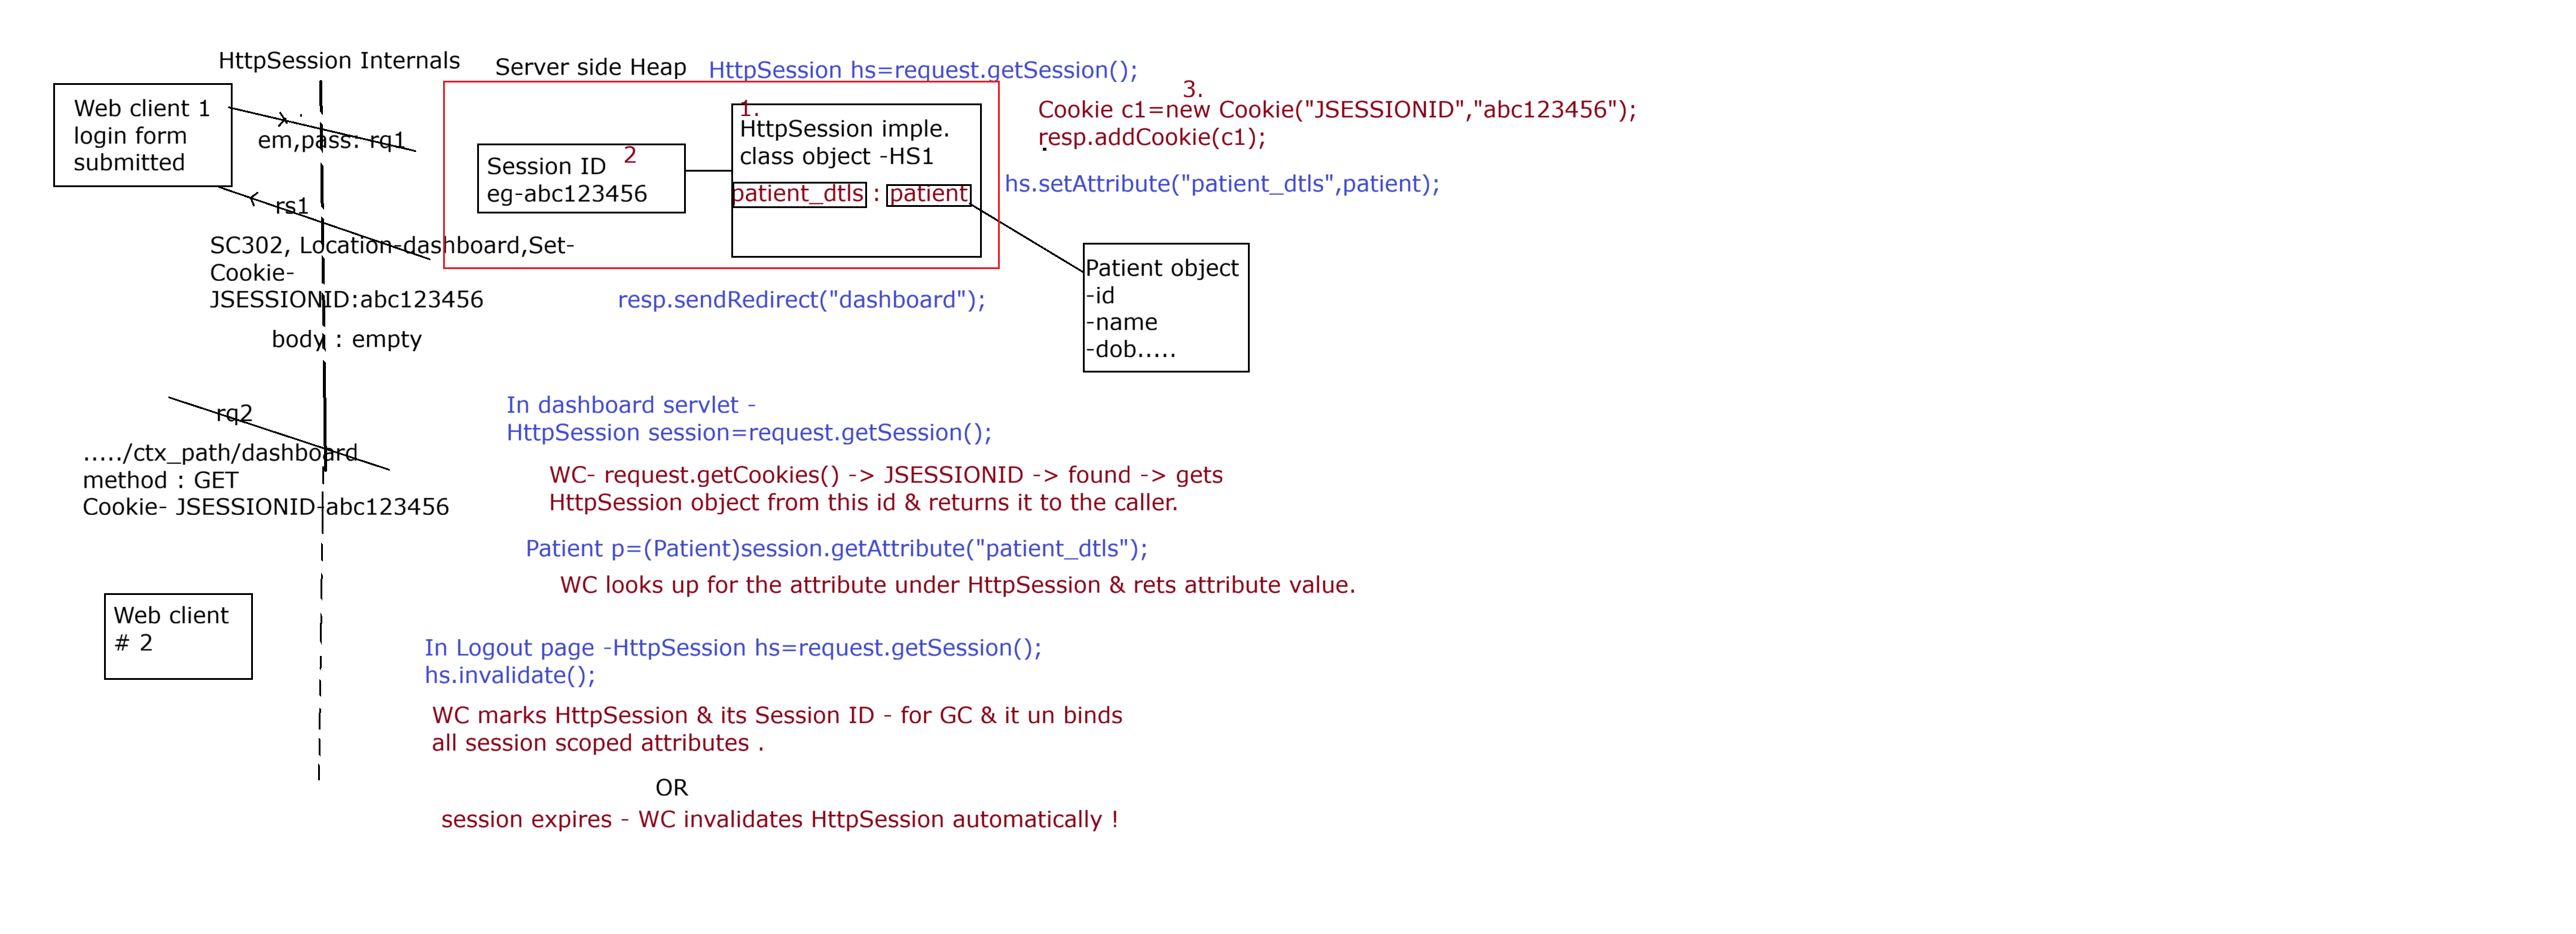 HttpSession Internals
Server side Heap
HttpSession hs=request.getSession();
Web client 1
login form
submitted
em,pass: rq1
1.
HttpSession imple.
class object -HS1
3.
Cookie c1=new Cookie("JSESSIONID","abc123456");
resp.addCookie(c1);
Session ID 2
eg-abc123456
patient_dtls : patient
hs.setAttribute("patient_dtls",patient);
rs1
SC302, Location-dashboard,Set-
Cookie-
JSESSIONID:abc123456
body : empty
resp.sendRedirect("dashboard");
Patient object
-id
-name
-dob.....
rq2
...../ctx_path/dashboard
method : GET
Cookie- JSESSIONID-abc123456
In dashboard servlet -
HttpSession session=request.getSession();
WC- request.getCookies() -> JSESSIONID -> found -> gets
HttpSession object from this id & returns it to the caller.
Patient p=(Patient)session.getAttribute("patient_dtls");
WC looks up for the attribute under HttpSession & rets attribute value.
Web client
# 2
In Logout page -HttpSession hs=request.getSession();
hs.invalidate();
WC marks HttpSession & its Session ID - for GC & it un binds
all session scoped attributes .
OR
session expires - WC invalidates HttpSession automatically !